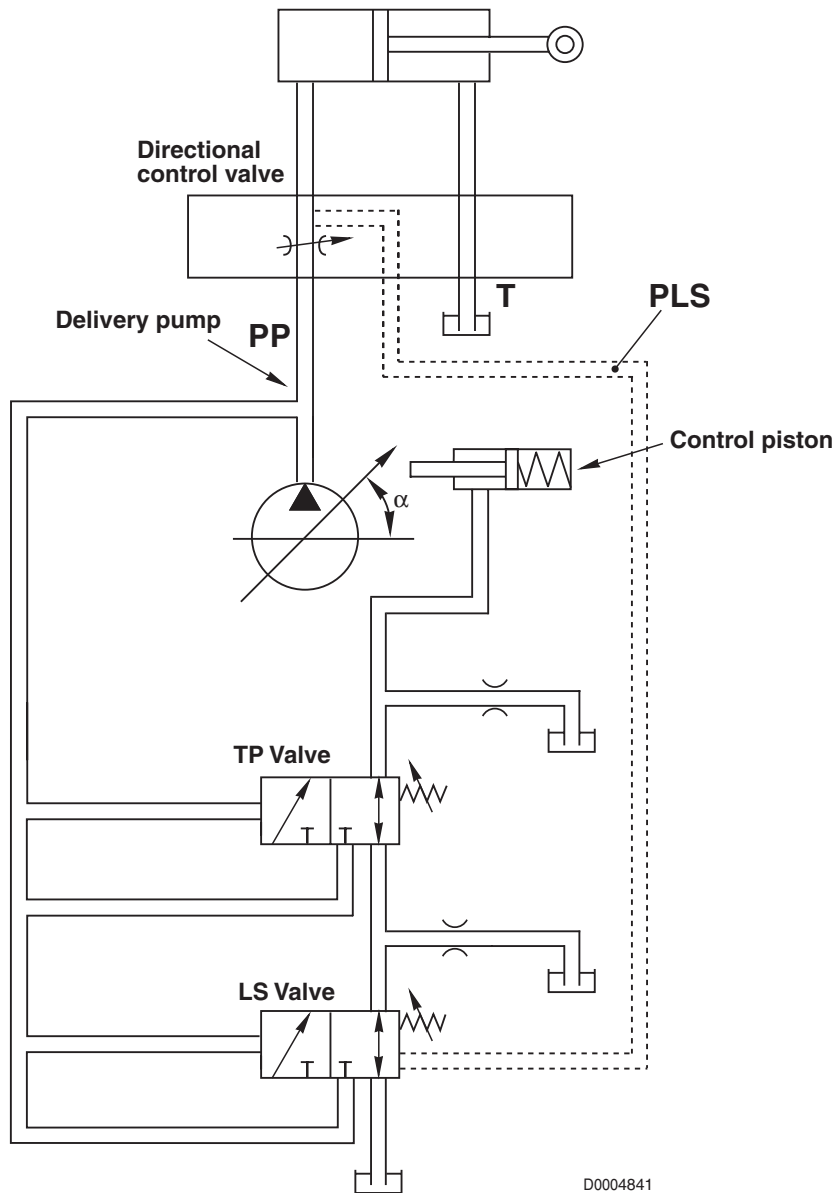 Directional
control valve
T
PLS
Delivery pump
PP
Control piston
α
TP Valve
LS Valve
D0004841